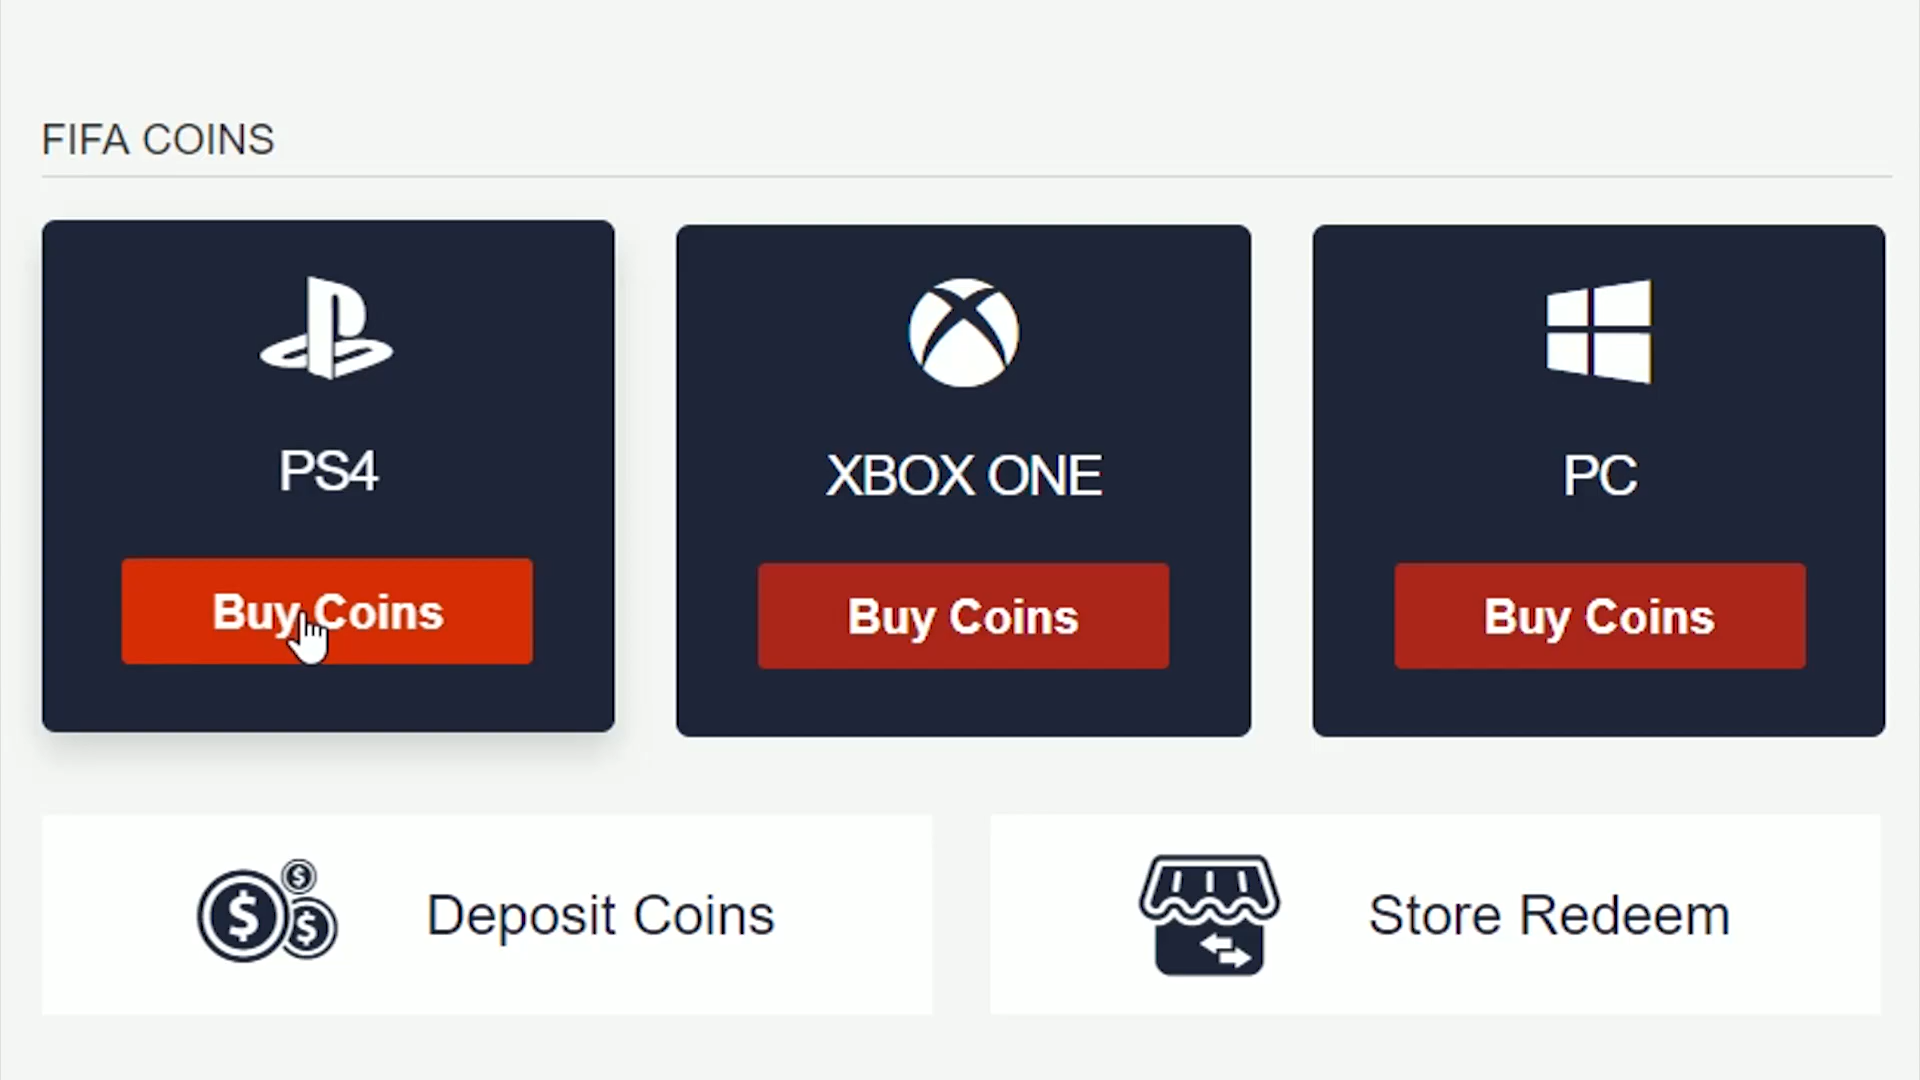 FIFA COINS
PS4
XBOX ONE
PC
Buy Coins
Buy Coins
Buy Coins
Deposit Coins
Store Redeem